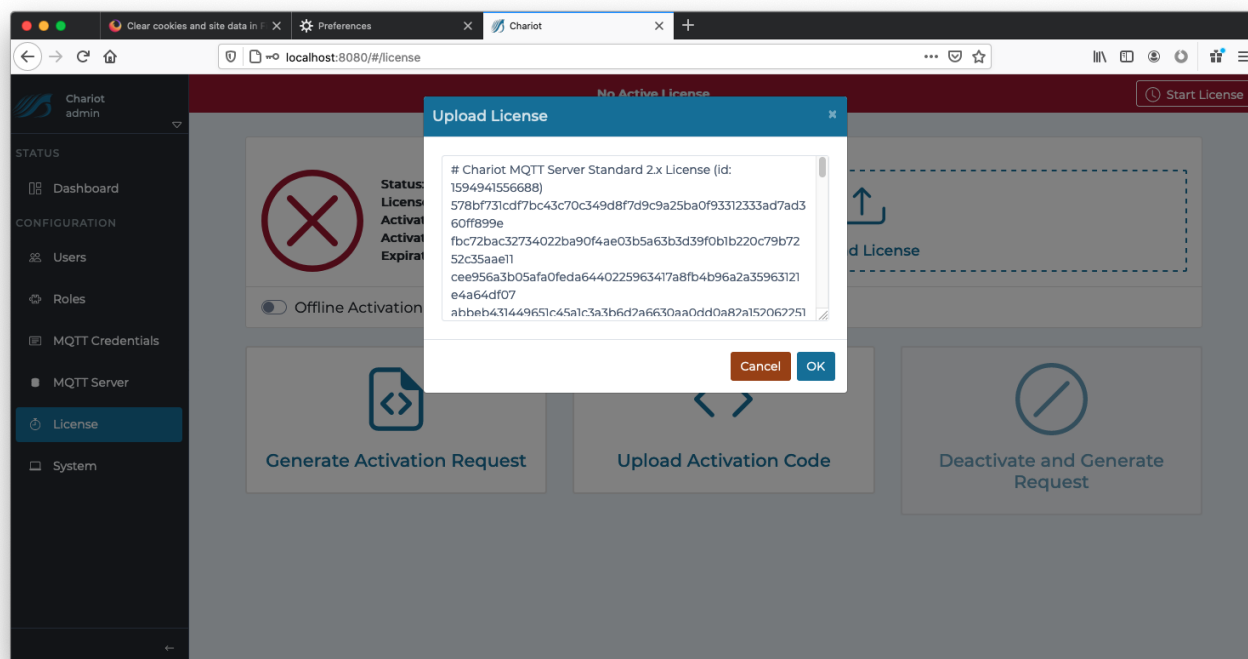 Clear cookies and site data in F
Preferences
Chariot
localhost:8080/#/license
Chariot
admin
No Active License
Start License
STATUS
Dashboard
CONFIGURATION
Users
Roles
MQTT Credentials
MQTT Server
License
System
Upload License
# Chariot MQTT Server Standard 2.x License (id:
1594941556688)
578bf731cdf7bc43c70c349d8f7d9c9a25ba0f93312333ad7ad3
60ff899e
fbc72bac32734022ba90f4ae03b5a63b3d39f0b1b220c79b72
52c35aae11
cee956a3b05afa0feda6440225963417a8fb4b96a2a35963121
e4a64df07
abbeb431449651c45a1c3a3b6d2a6630aa0dd0a82a152062251
Cancel
OK
Status:
Licens
Activat
Activat
Expirat
d License
Offline Activation
Generate Activation Request
Upload Activation Code
Deactivate and Generate
Request